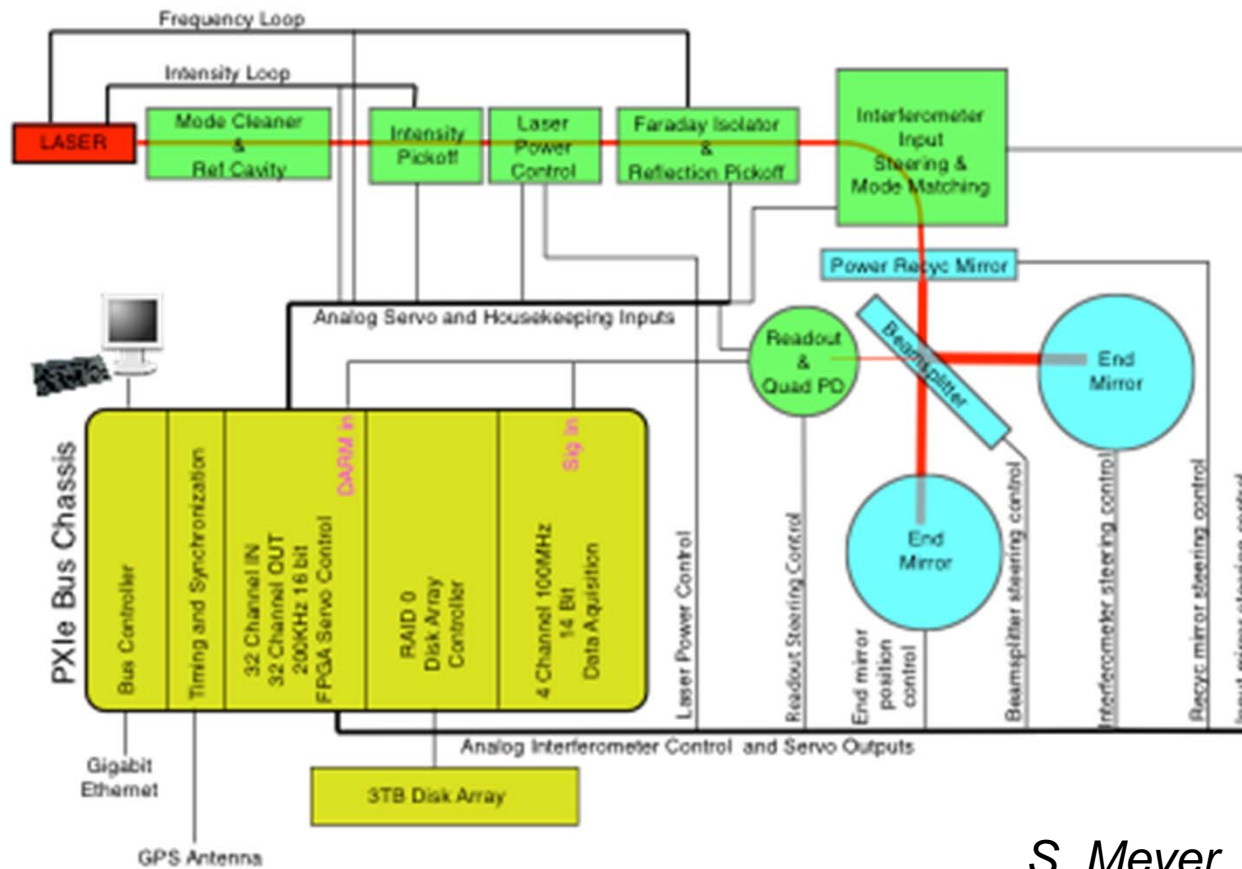 Frequency Loop
Intensity Loop
LASER
Mode Cleaner
&
Ref Cavity
Intensity
Pickoff
Laser
Power
Control
Faraday Isolator
&
Reflection Pickoff
Interferometer
Input
Steering &
Mode Matching
Power Recyc Mirror
Analog Servo and Housekeeping Inputs
Readout
&
Quad PD
Beamsplitter
End
Mirror
End
Mirror
PXIe Bus Chassis
Bus Controller
Timing and Synchronization
32 Channel IN
32 Channel OUT
200KHz 16 bit
FPGA Servo Control
DARM in
RAID 0
Disk Array
Controller
4 Channel 100MHz
14 Bit
Data Aquisition
Sig In
Laser Power Control
Readout Steering Control
End mirror
position
control
Beamsplitter steering control
Interferometer steering control
Recyc mirror steering control
Analog Interferometer Control and Servo Outputs
Gigabit
Ethernet
3TB Disk Array
GPS Antenna
S. Meyer